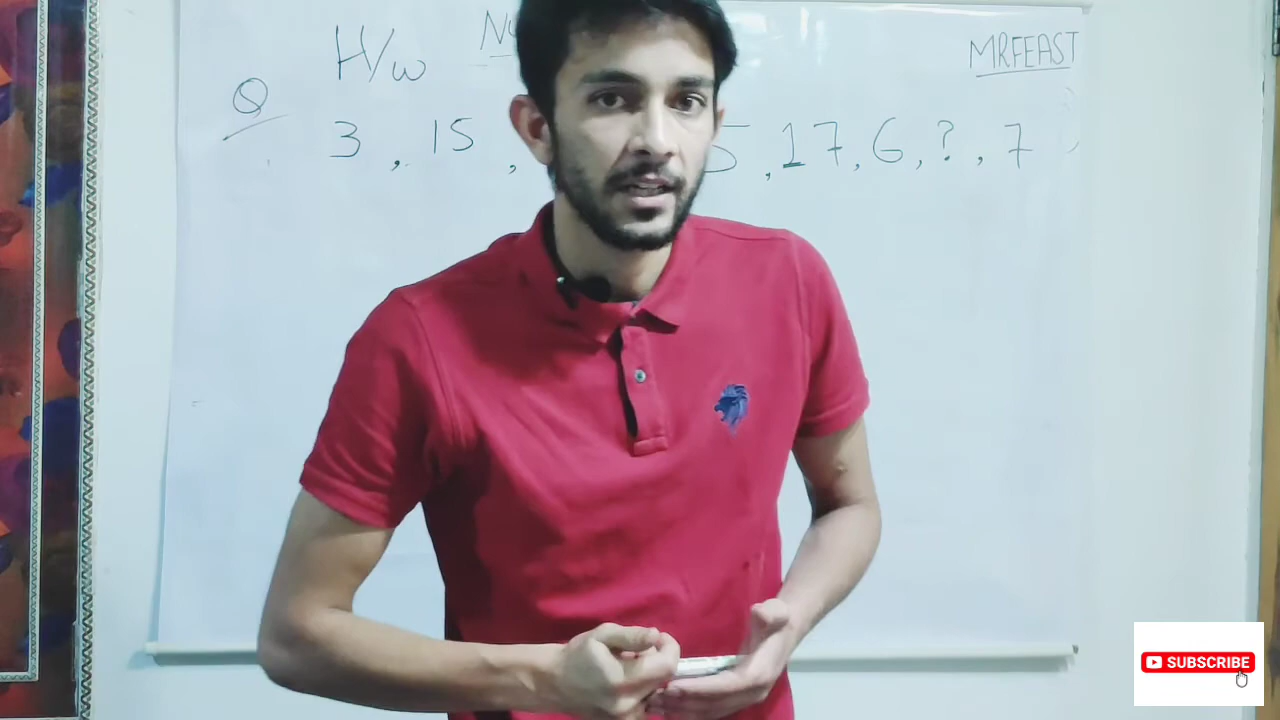 H/w
MRFEAST
Q
3, 15, 5, 17, 6, ?, 7
SUBSCRIBE